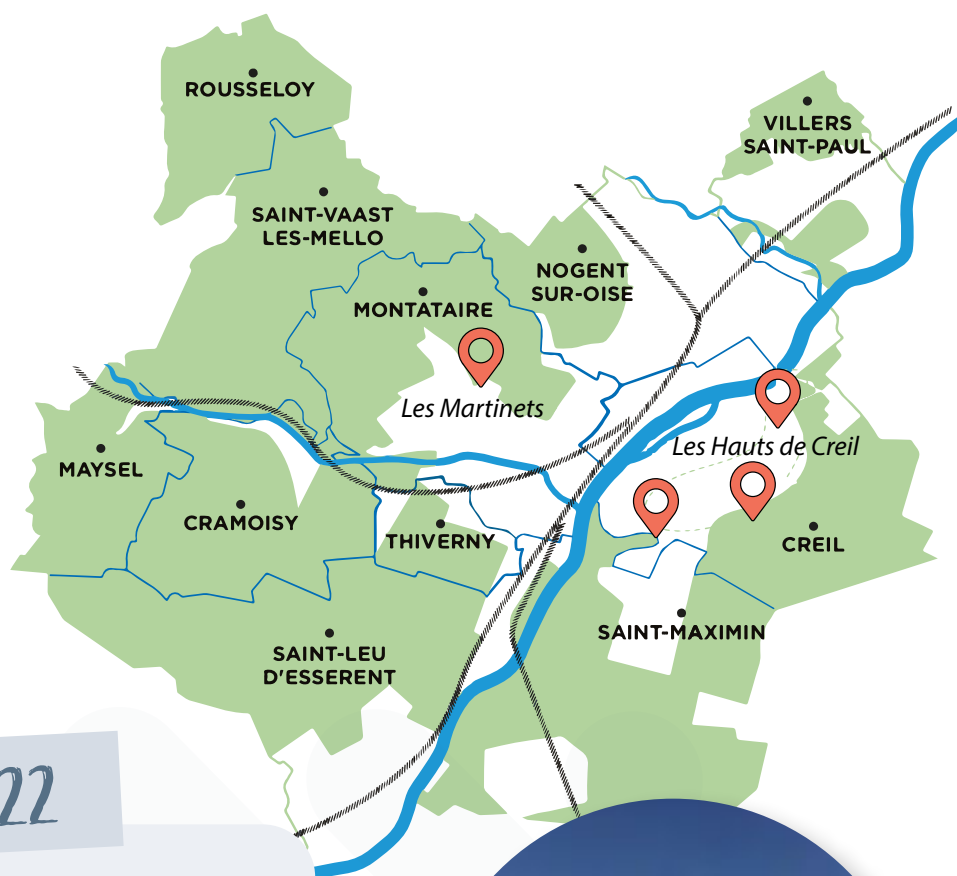 ROUSSELOY
VILLERS
SAINT-PAUL
SAINT-VAAST
LES-MELLO
NOGENT
SUR-OISE
MONTATAIRE
Les Martinets
Les Hauts de Creil
MAYSEL
CRAMOISY
THIVERNY
CREIL
SAINT-MAXIMIN
SAINT-LEU
D'ESSERENT
22